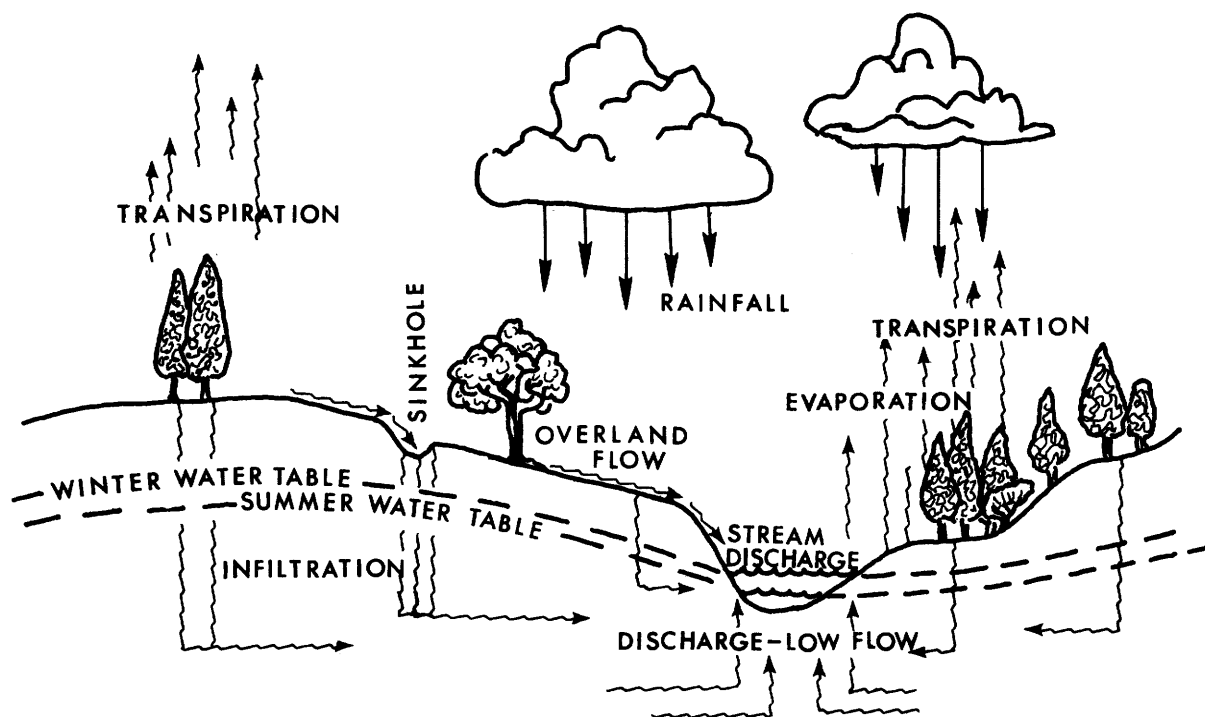 TRANSPIRATION
RAINFALL
SINKHOLE
TRANSPIRATION
EVAPORATION
OVERLAND
FLOW
WINTER WATER TABLE
SUMMER WATER TABLE
STREAM
DISCHARGE
INFILTRATION
DISCHARGE-LOW FLOW